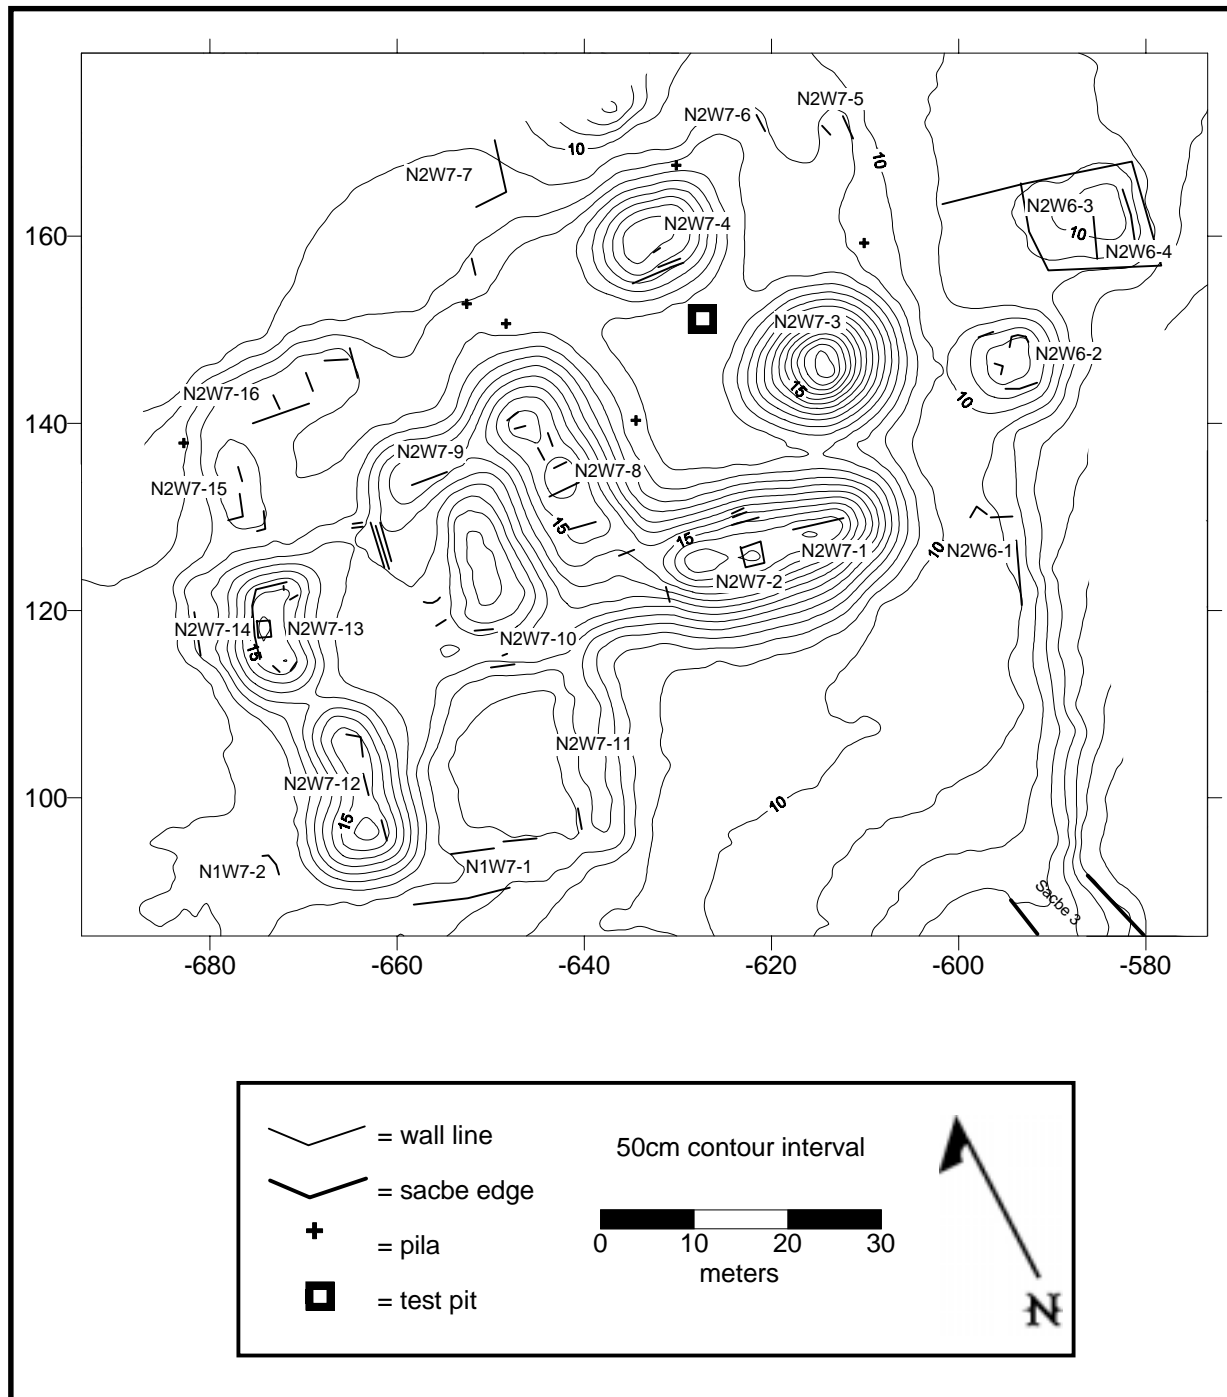 N2W7-5
N2W7-6
10
10
N2W7-7
N2W6-3
160
N2W7-4
10
N2W6-4
N2W7-3
N2W6-2
15
N2W7-16
10
140
N2W7-9
N2W7-8
N2W7-15
15
15
N2W7-1
10
N2W6-1
N2W7-2
120
N2W7-14
N2W7-13
N2W7-10
15
N2W7-11
N2W7-12
100
10
15
N1W7-2
N1W7-1
Sacbe 3
-680 -660 -640 -620 -600 -580
= wall line
50cm contour interval
= sacbe edge
= pila
0 10 20 30
meters
= test pit
N